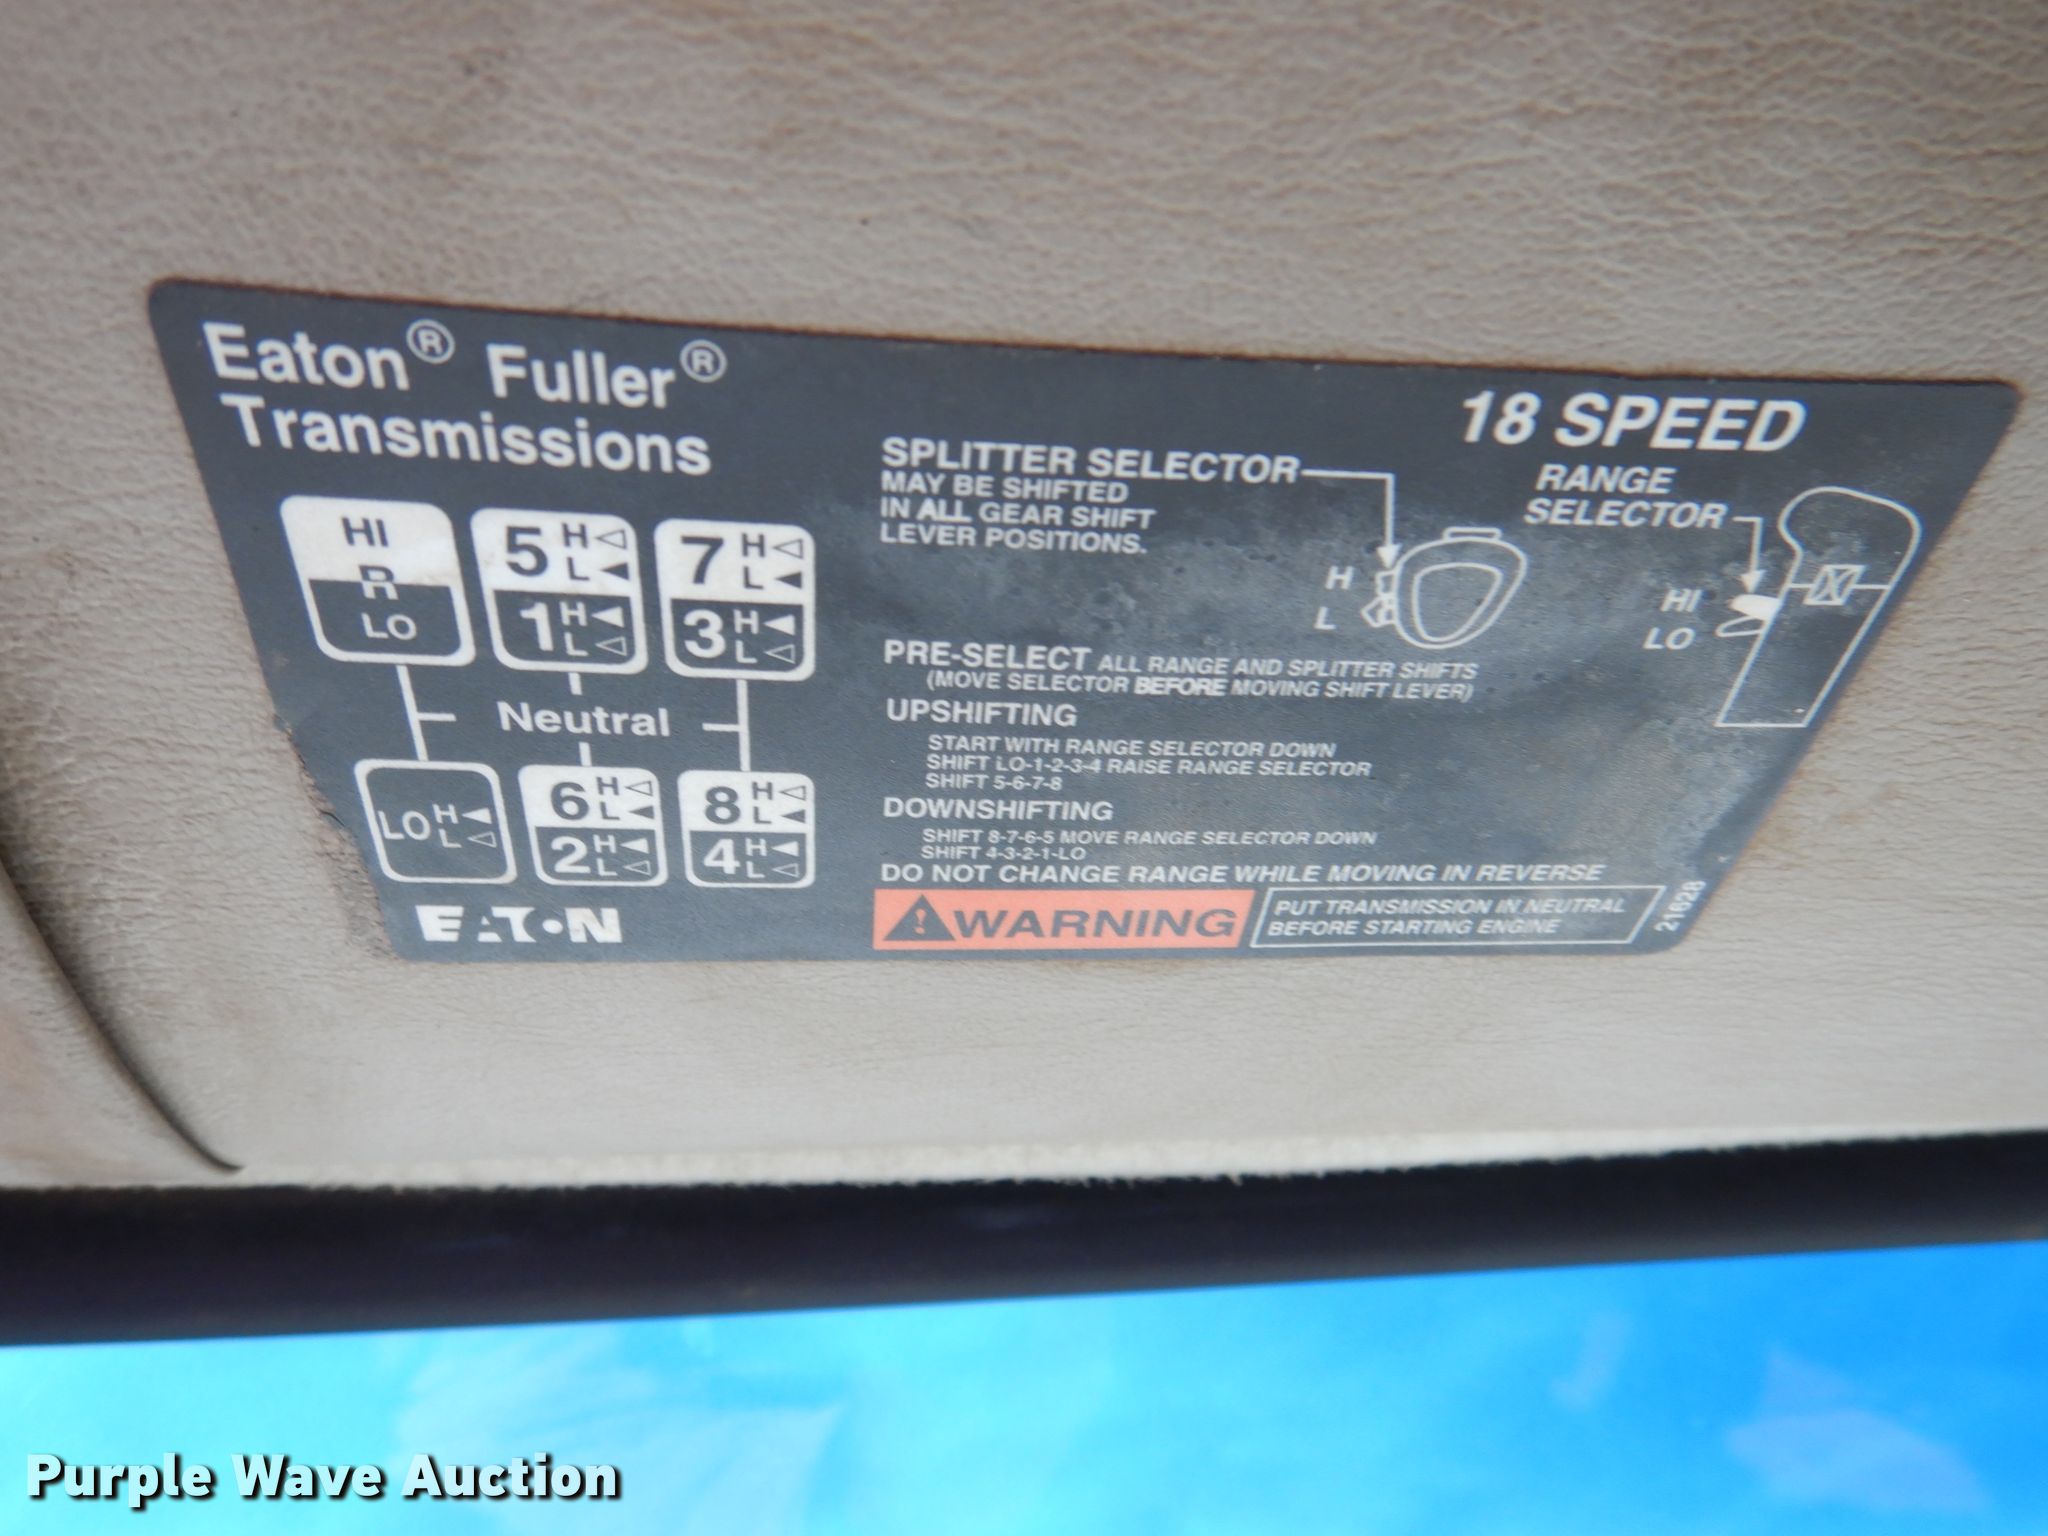 Eaton® Fuller®
Transmissions
18 SPEED
HI
R
LO
5 H L
1 H L
7 H L
3 H L
Neutral
LO H L
6 H L
2 H L
8 H L
4 H L
EATON
SPLITTER SELECTOR
MAY BE SHIFTED
IN ALL GEAR SHIFT
LEVER POSITIONS.
H
L
RANGE
SELECTOR
HI
LO
PRE-SELECT ALL RANGE AND SPLITTER SHIFTS
(MOVE SELECTOR BEFORE MOVING SHIFT LEVER)
UPSHIFTING
START WITH RANGE SELECTOR DOWN
SHIFT LO-1-2-3-4 RAISE RANGE SELECTOR
SHIFT 5-6-7-8
DOWNSHIFTING
SHIFT 8-7-6-5 MOVE RANGE SELECTOR DOWN
SHIFT 4-3-2-1-LO
DO NOT CHANGE RANGE WHILE MOVING IN REVERSE
WARNING
PUT TRANSMISSION IN NEUTRAL
BEFORE STARTING ENGINE
21628
Purple Wave Auction